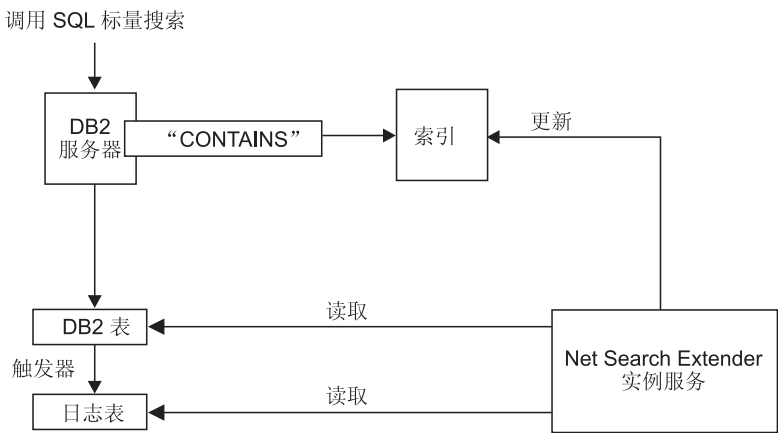 调用 SQL 标量搜索
DB2
服务器
“CONTAINS”
索引
更新
DB2 表
读取
触发器
日志表
读取
Net Search Extender
实例服务